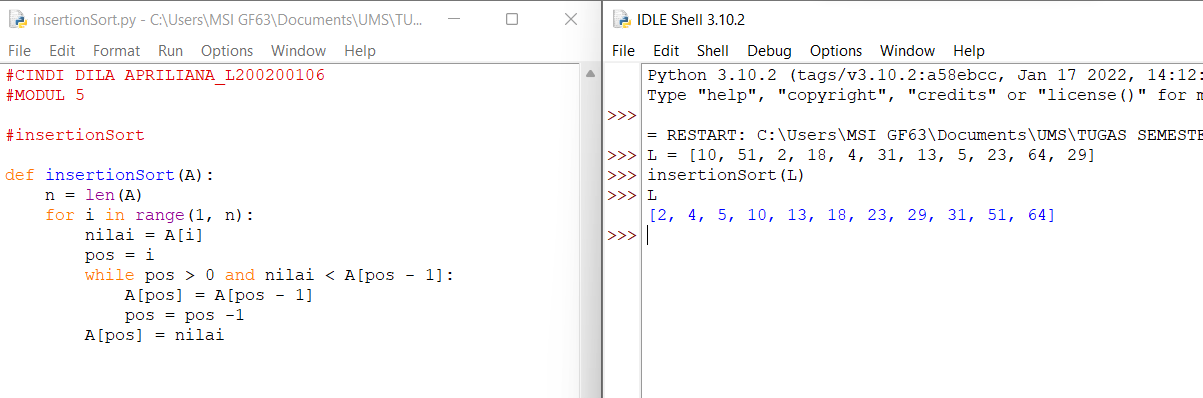 insertionSort.py - C:\Users\MSI GF63\Documents\UMS\TU...
File Edit Format Run Options Window Help
#CINDI DILA APRILIANA_L200200106
#MODUL 5
#insertionSort
def insertionSort(A):
    n = len(A)
    for i in range(1, n):
        nilai = A[i]
        pos = i
        while pos > 0 and nilai < A[pos - 1]:
            A[pos] = A[pos - 1]
            pos = pos -1
        A[pos] = nilai
IDLE Shell 3.10.2
File Edit Shell Debug Options Window Help
Python 3.10.2 (tags/v3.10.2:a58ebcc, Jan 17 2022, 14:12:
Type "help", "copyright", "credits" or "license()" for m
>>>
= RESTART: C:\Users\MSI GF63\Documents\UMS\TUGAS SEMESTE
>>> L = [10, 51, 2, 18, 4, 31, 13, 5, 23, 64, 29]
>>> insertionSort(L)
>>> L
[2, 4, 5, 10, 13, 18, 23, 29, 31, 51, 64]
>>>